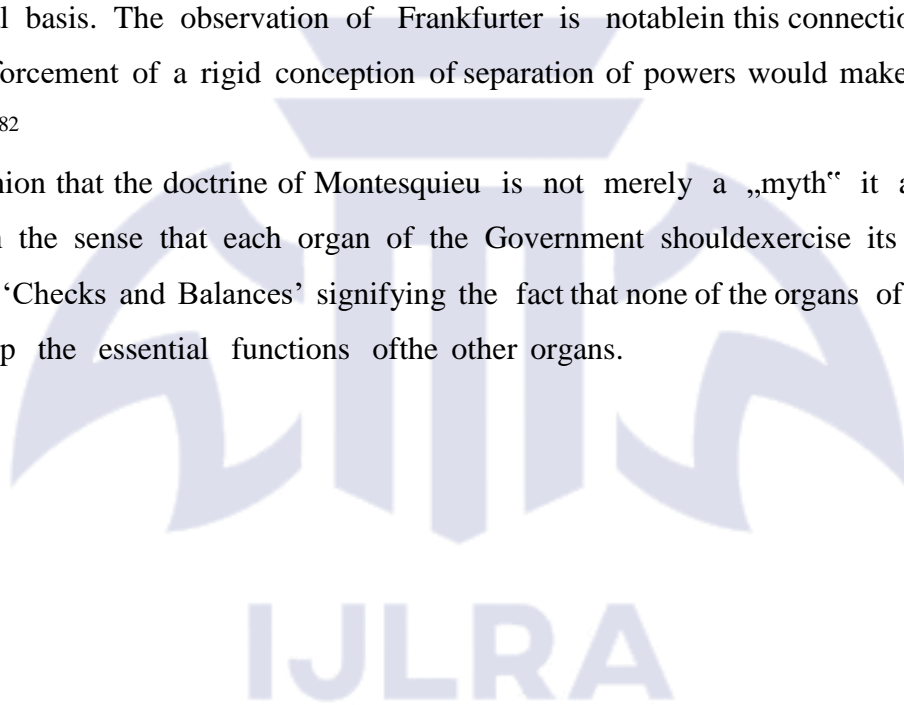 l basis. The observation of Frankfurter is notablein this connectio
forcement of a rigid conception of separation of powers would make
82
nion that the doctrine of Montesquieu is not merely a „myth‟ it a
the sense that each organ of the Government shouldexercise its
‘Checks and Balances’ signifying the fact that none of the organs of
p the essential functions ofthe other organs.
IJLRA